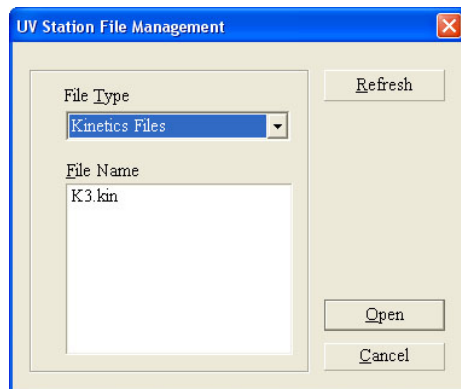 UV Station File Management
File Type
Refresh
Kinetics Files
File Name
K3.kin
Open
Cancel